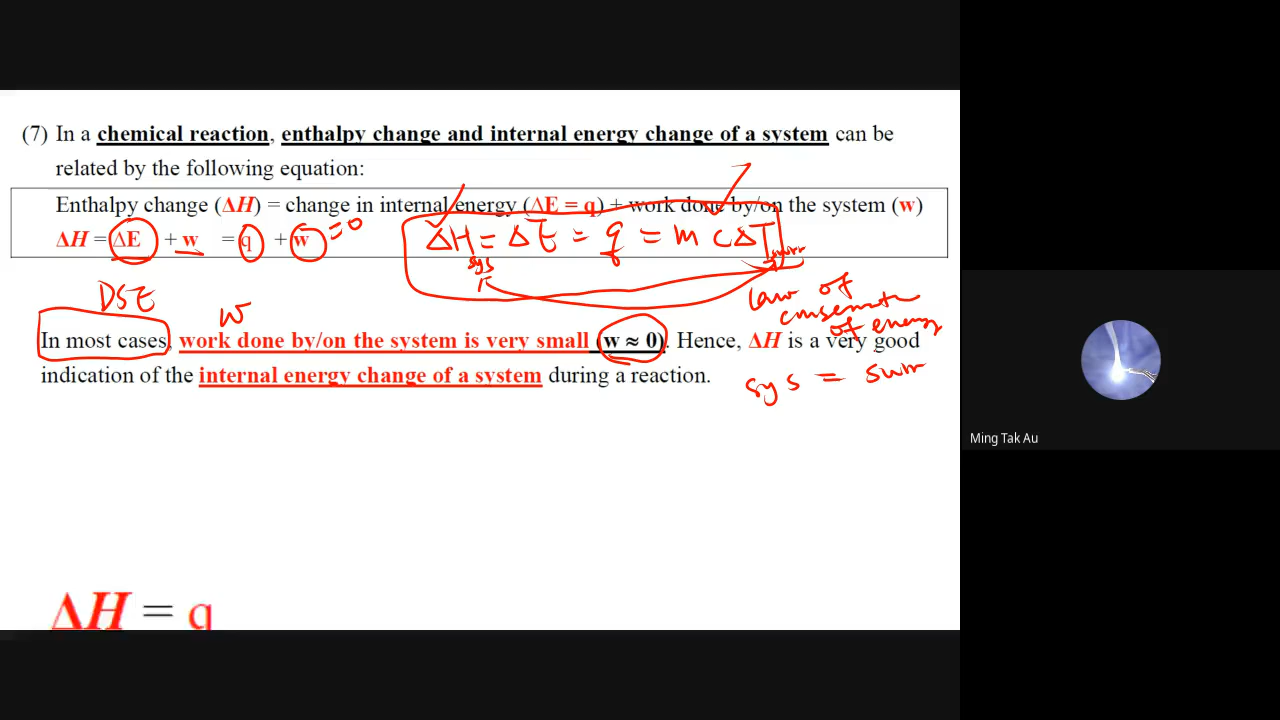 (7) In a chemical reaction, enthalpy change and internal energy change of a system can be
related by the following equation:
Enthalpy change (ΔH) = change in internal energy (ΔE = q) + work done by/on the system (w)
ΔH = ΔE + w = q + w = 0
ΔH = ΔE = q = m c ΔT
sys surr
DSE
w
law of
conservation
of energy
In most cases, work done by/on the system is very small (w ≈ 0). Hence, ΔH is a very good
indication of the internal energy change of a system during a reaction.
sys = surr
ΔH = q
Ming Tak Au